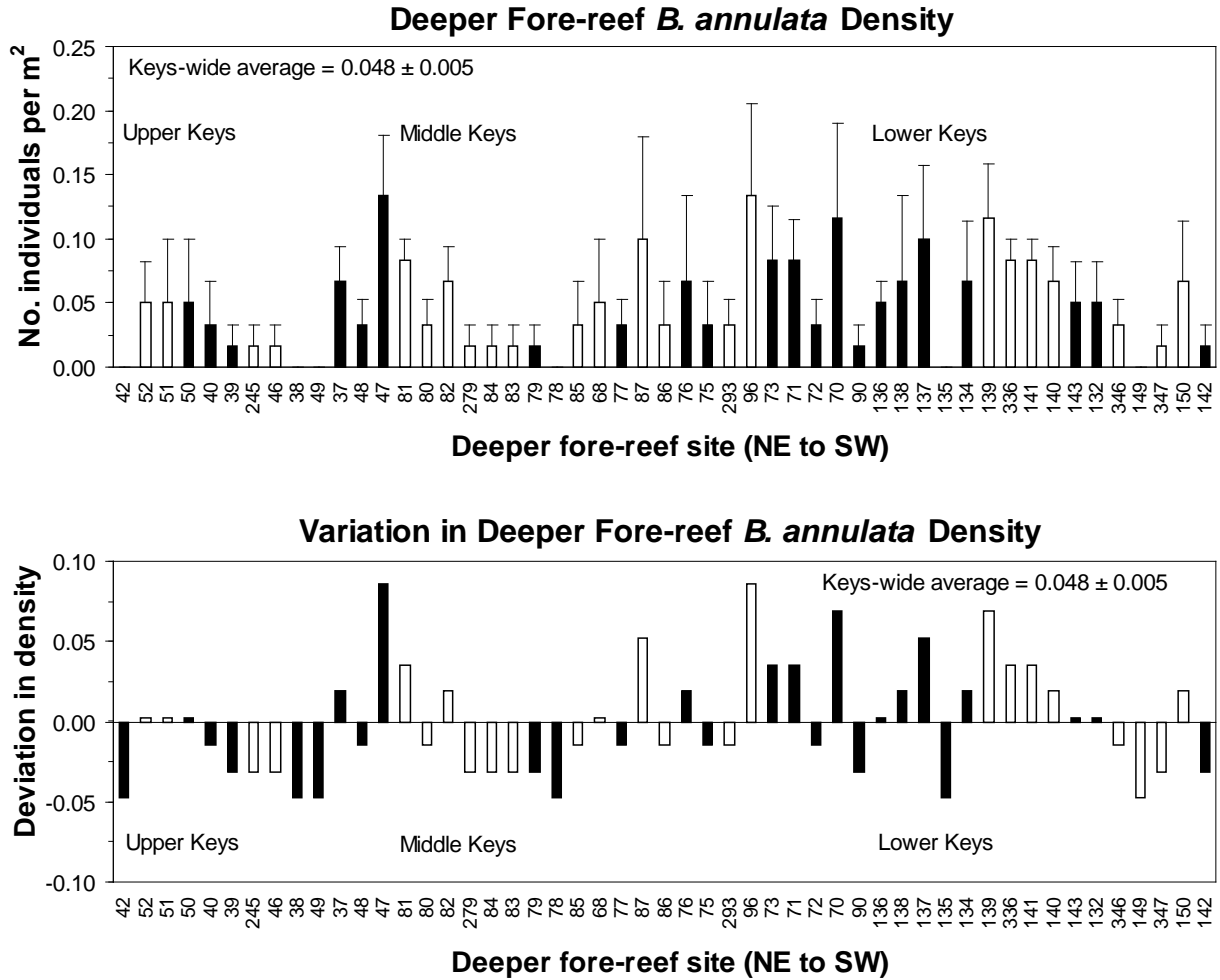 Deeper Fore-reef B. annulata Density
No. individuals per m²
0.25
0.20
0.15
0.10
0.05
0.00
Keys-wide average = 0.048 ± 0.005
Upper Keys
Middle Keys
Lower Keys
42 52 51 50 40 39 245 46 38 49 37 48 47 81 80 82 279 84 83 79 78 85 68 77 87 86 76 75 293 96 73 71 72 70 90 136 138 137 135 134 139 336 141 140 143 132 346 149 347 150 142
Deeper fore-reef site (NE to SW)
Variation in Deeper Fore-reef B. annulata Density
Deviation in density
0.10
0.05
0.00
-0.05
-0.10
Keys-wide average = 0.048 ± 0.005
Upper Keys
Middle Keys
Lower Keys
42 52 51 50 40 39 245 46 38 49 37 48 47 81 80 82 279 84 83 79 78 85 68 77 87 86 76 75 293 96 73 71 72 70 90 136 138 137 135 134 139 336 141 140 143 132 346 149 347 150 142
Deeper fore-reef site (NE to SW)